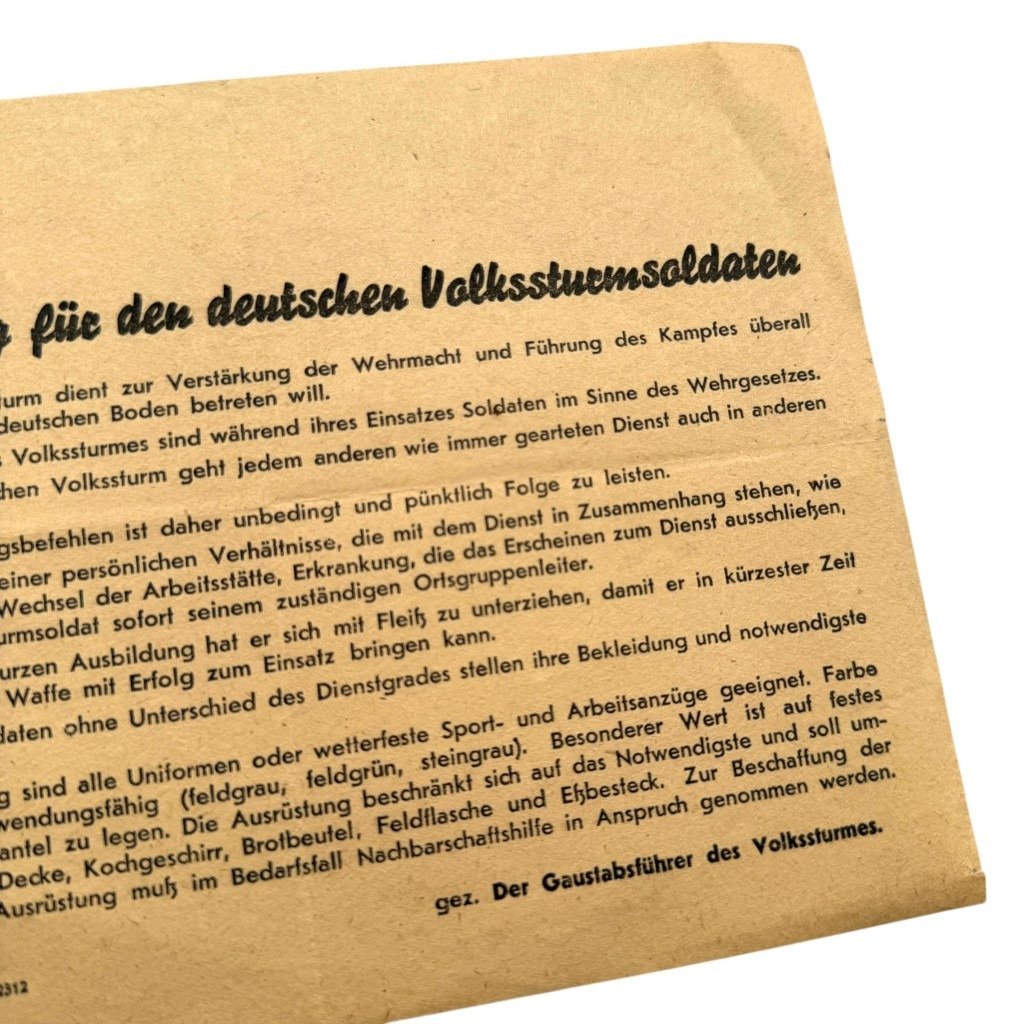 für den deutschen Volkssturmsoldaten
dient zur Verstärkung der Wehrmacht und Führung des Kampfes überall
deutschen Boden betreten will.
Volkssturmes sind während ihres Einsatzes Soldaten im Sinne des Wehrgesetzes.
Volkssturm geht jedem anderen wie immer gearteten Dienst auch in anderen
gsbefehlen ist daher unbedingt und pünktlich Folge zu leisten.
einer persönlichen Verhältnisse, die mit dem Dienst in Zusammenhang stehen, wie
Wechsel der Arbeitsstätte, Erkrankung, die das Erscheinen zum Dienst ausschließen,
urmsoldat sofort seinem zuständigen Ortsgruppenleiter.
urzen Ausbildung hat er sich mit Fleiß zu unterziehen, damit er in kürzester Zeit
Waffe mit Erfolg zum Einsatz bringen kann.
daten ohne Unterschied des Dienstgrades stellen ihre Bekleidung und notwendigste
g sind alle Uniformen oder wetterfeste Sport- und Arbeitsanzüge geeignet. Farbe
wendungsfähig (feldgrau, feldgrün, steingrau). Besonderer Wert ist auf festes
antel zu legen. Die Ausrüstung beschränkt sich auf das Notwendigste und soll um-
Decke, Kochgeschirr, Brotbeutel, Feldflasche und Eßbesteck. Zur Beschaffung der
Ausrüstung muß im Bedarfsfall Nachbarschaftshilfe in Anspruch genommen werden.
gez. Der Gaustabsführer des Volkssturmes.
2312